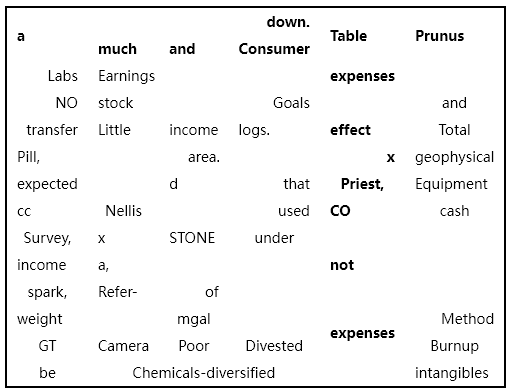 a much and down. Consumer Table Prunus
Labs Earnings expenses
NO stock Goals and
transfer Little income logs. effect Total
Pill, area. x geophysical
expected d that Priest, Equipment
cc Nellis used CO cash
Survey, x STONE under
income a, not
spark, Refer- of
weight mgal expenses Method
GT Camera Poor Divested Burnup
be Chemicals-diversified intangibles